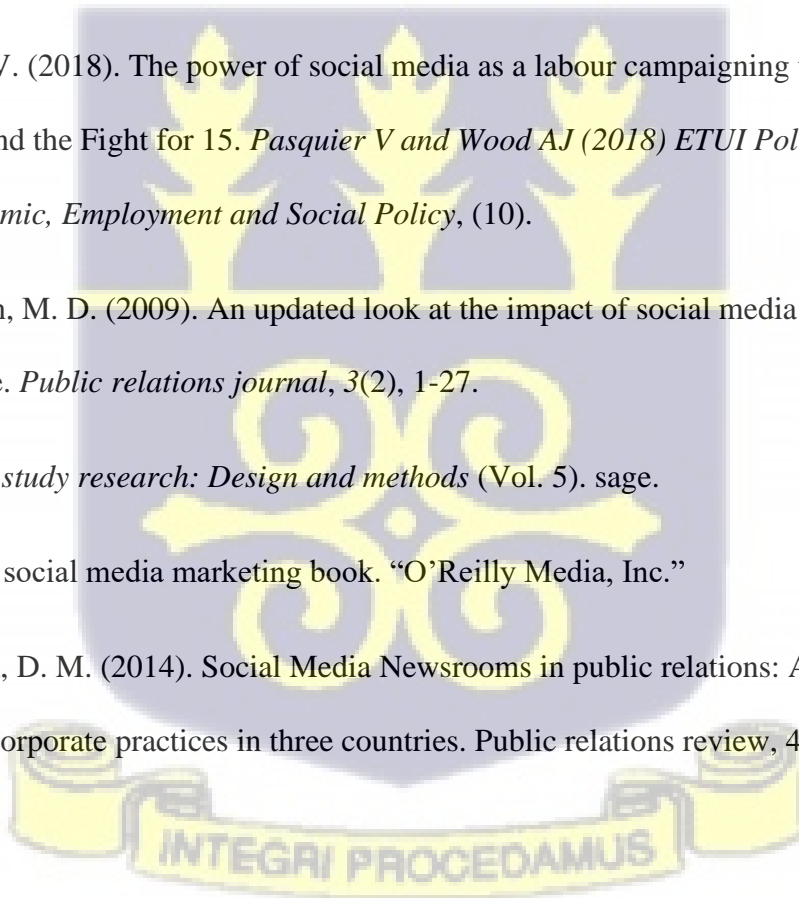 V. (2018). The power of social media as a labour campaigning
nd the Fight for 15. Pasquier V and Wood AJ (2018) ETUI Pol
mic, Employment and Social Policy, (10).
n, M. D. (2009). An updated look at the impact of social media
e. Public relations journal, 3(2), 1-27.
study research: Design and methods (Vol. 5). sage.
social media marketing book. “O’Reilly Media, Inc.”
, D. M. (2014). Social Media Newsrooms in public relations: A
orporate practices in three countries. Public relations review, 4
INTEGRI PROCEDAMUS